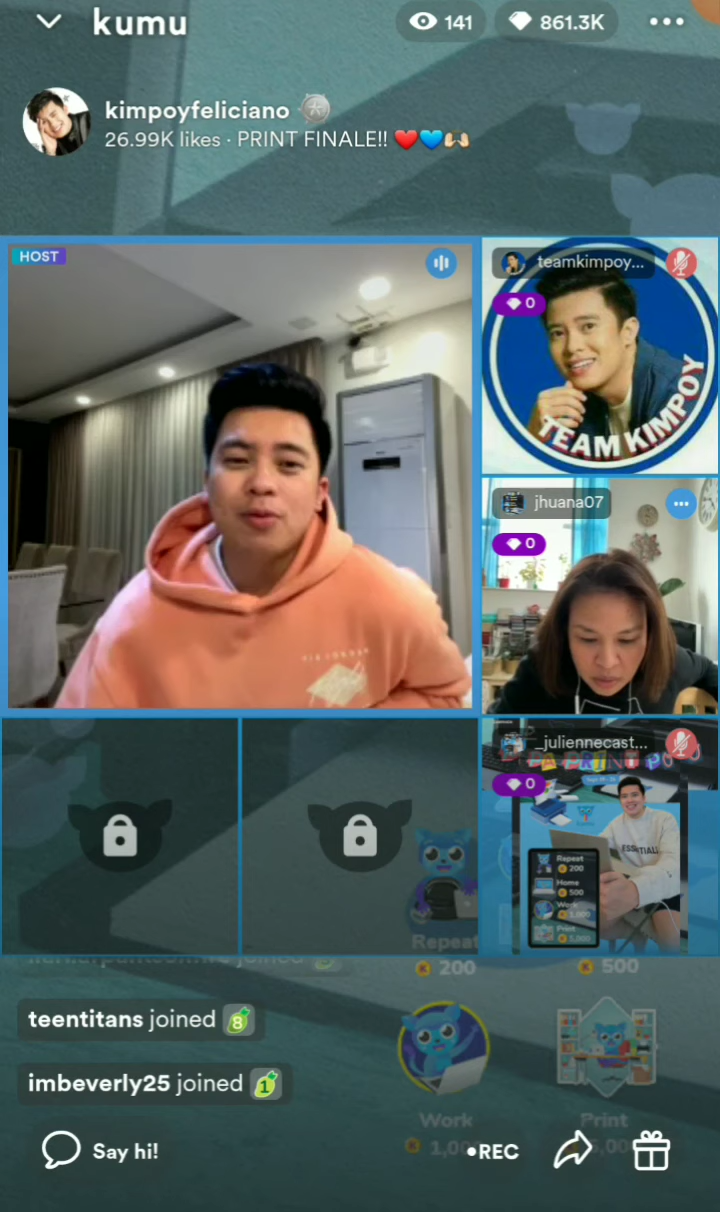 kumu
141
861.3K
kimpoyfeliciano
26.99K likes · PRINT FINALE!! ❤️💙🙌🏻
HOST
teamkimpoy...
0
TEAM KIMPOY
jhuana07
0
_juliennecast...
0
Repeat
200
Home
500
Work
1,000
Print
5,000
Repeat
200
500
teentitans joined 8
imbeverly25 joined 1
Work
Print
Say hi!
•REC